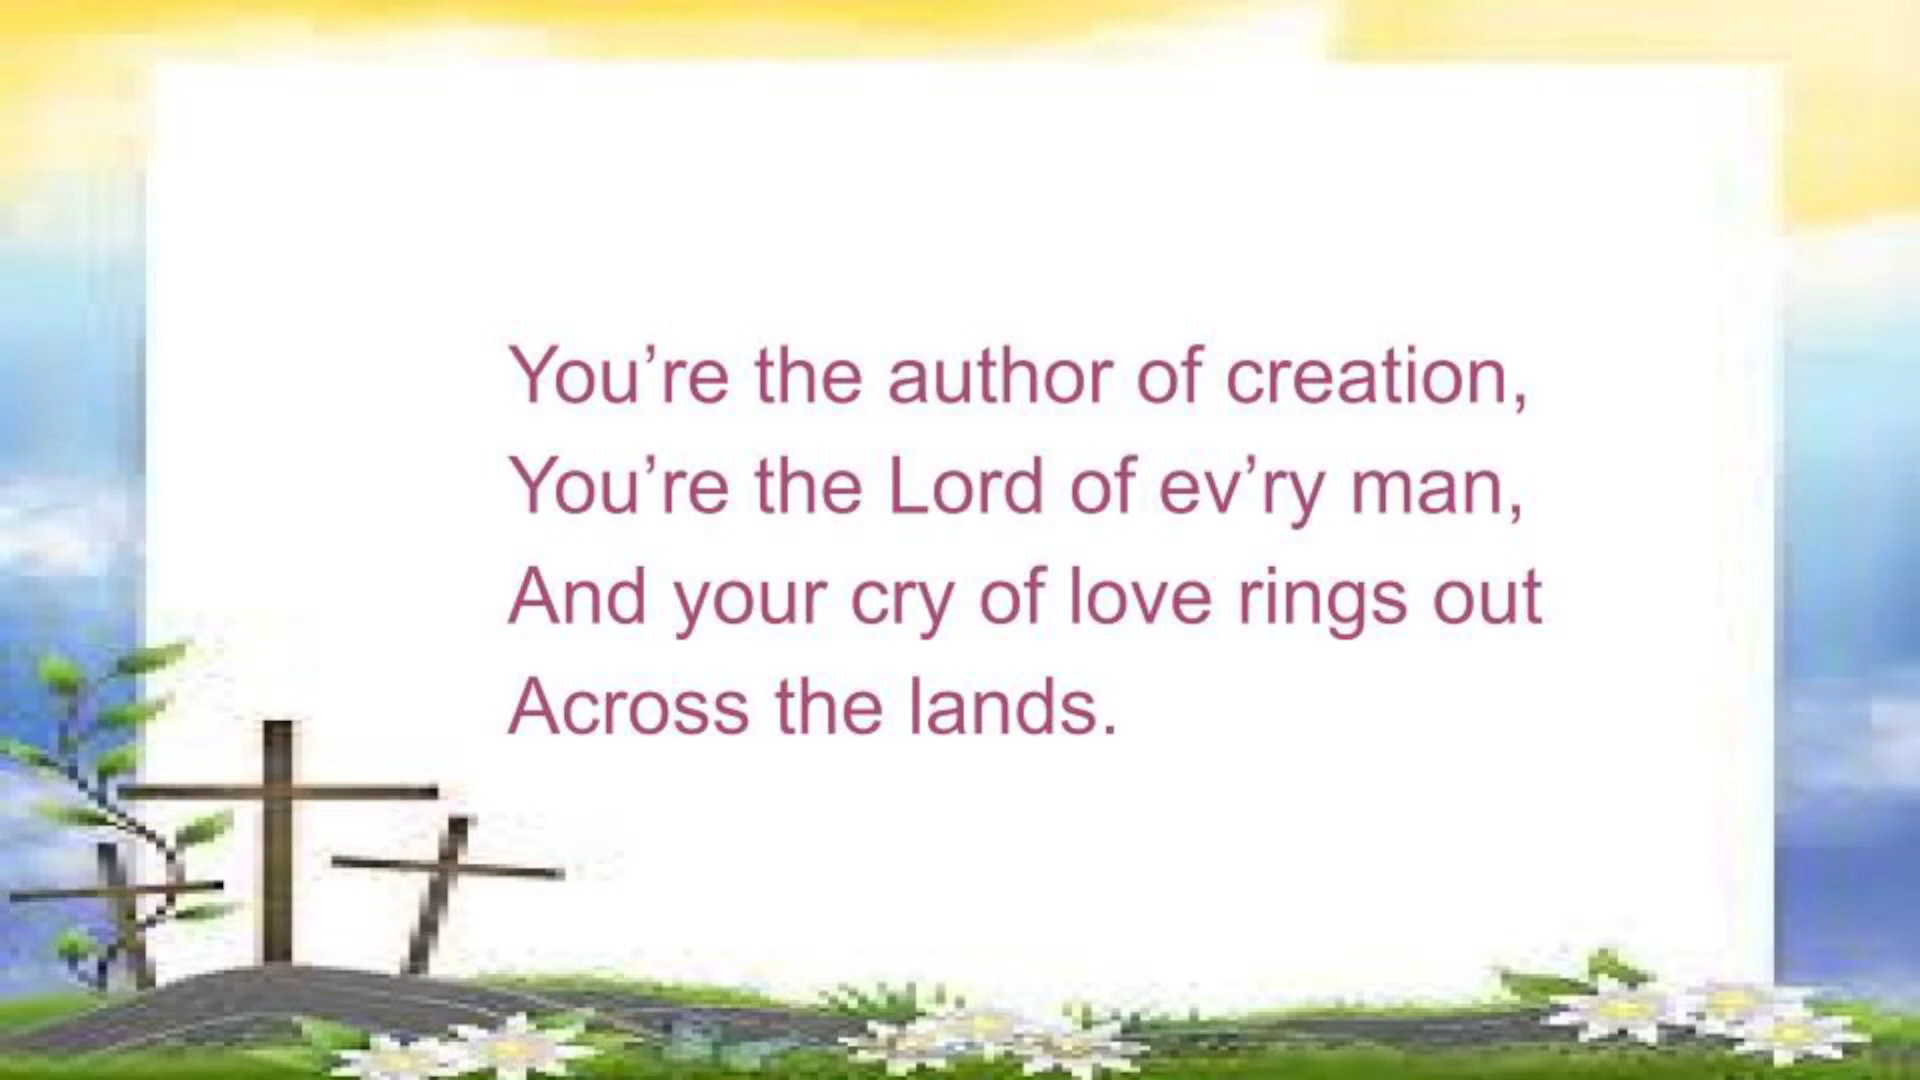 You’re the author of creation,
You’re the Lord of ev’ry man,
And your cry of love rings out
Across the lands.